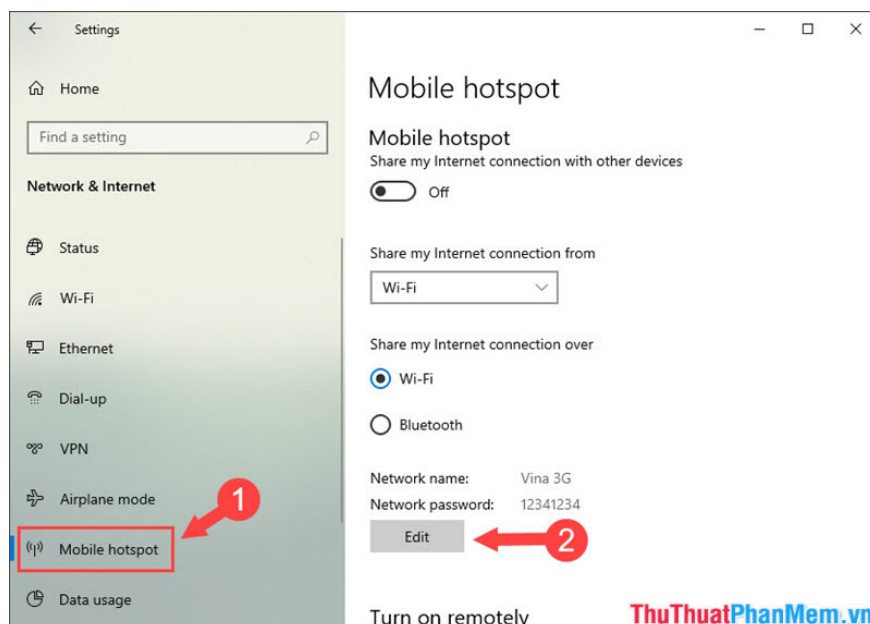 Settings
Home
Find a setting
Network & Internet
Status
Wi-Fi
Ethernet
Dial-up
VPN
Airplane mode
1
Mobile hotspot
Data usage
Mobile hotspot
Mobile hotspot
Share my Internet connection with other devices
Off
Share my Internet connection from
Wi-Fi
Share my Internet connection over
Wi-Fi
Bluetooth
Network name: Vina 3G
Network password: 12341234
Edit
2
Turn on remotely
ThuThuatPhanMem.vn